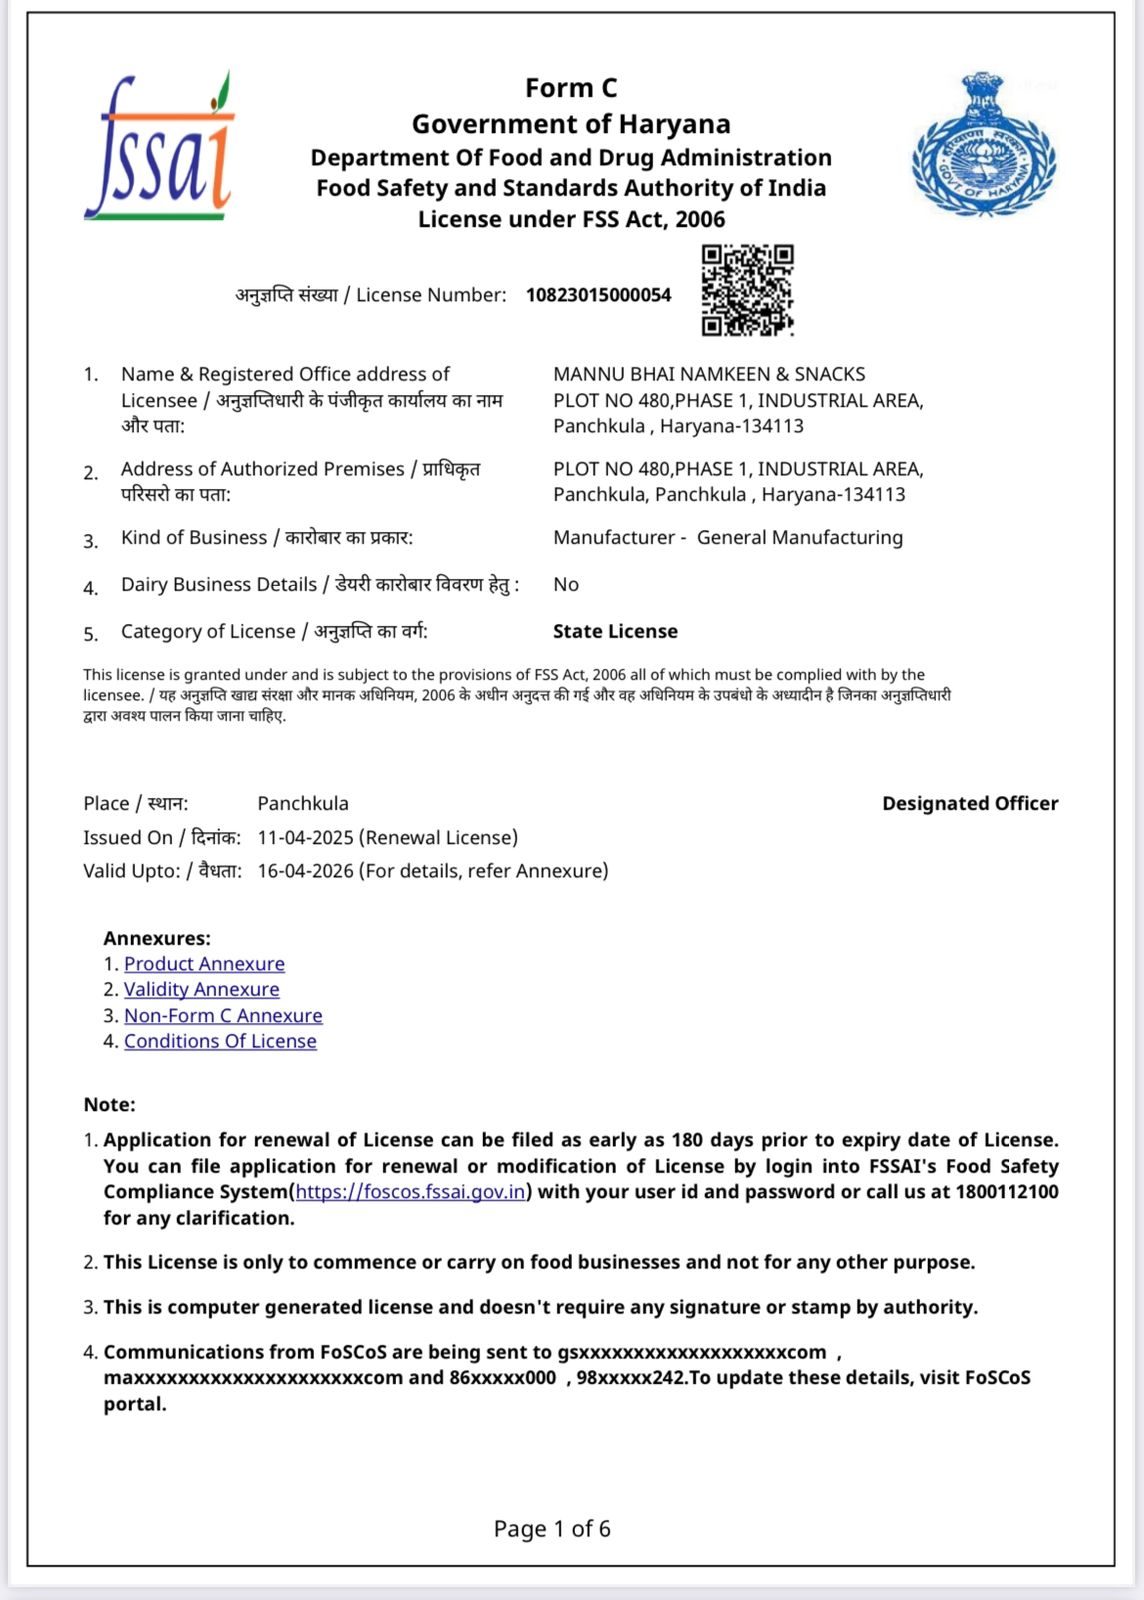 fssai
Form C
Government of Haryana
Department Of Food and Drug Administration
Food Safety and Standards Authority of India
License under FSS Act, 2006
हरियाणा सरकार
GOVT OF HARYANA
अनुज्ञप्ति संख्या / License Number: 10823015000054
1. Name & Registered Office address of
Licensee / अनुज्ञप्तिधारी के पंजीकृत कार्यालय का नाम
और पता:
MANNU BHAI NAMKEEN & SNACKS
PLOT NO 480,PHASE 1, INDUSTRIAL AREA,
Panchkula , Haryana-134113
2. Address of Authorized Premises / प्राधिकृत
परिसरो का पता:
PLOT NO 480,PHASE 1, INDUSTRIAL AREA,
Panchkula, Panchkula , Haryana-134113
3. Kind of Business / कारोबार का प्रकार: Manufacturer - General Manufacturing
4. Dairy Business Details / डेयरी कारोबार विवरण हेतु : No
5. Category of License / अनुज्ञप्ति का वर्ग: State License
This license is granted under and is subject to the provisions of FSS Act, 2006 all of which must be complied with by the
licensee. / यह अनुज्ञप्ति खाद्य संरक्षा और मानक अधिनियम, 2006 के अधीन अनुदत्त की गई और वह अधिनियम के उपबंधो के अध्यादीन है जिनका अनुज्ञप्तिधारी
द्वारा अवश्य पालन किया जाना चाहिए.
Place / स्थान: Panchkula Designated Officer
Issued On / दिनांक: 11-04-2025 (Renewal License)
Valid Upto: / वैधता: 16-04-2026 (For details, refer Annexure)
Annexures:
1. Product Annexure
2. Validity Annexure
3. Non-Form C Annexure
4. Conditions Of License
Note:
1. Application for renewal of License can be filed as early as 180 days prior to expiry date of License.
You can file application for renewal or modification of License by login into FSSAI's Food Safety
Compliance System(https://foscos.fssai.gov.in) with your user id and password or call us at 1800112100
for any clarification.
2. This License is only to commence or carry on food businesses and not for any other purpose.
3. This is computer generated license and doesn't require any signature or stamp by authority.
4. Communications from FoSCoS are being sent to gsxxxxxxxxxxxxxxxxxxxcom ,
maxxxxxxxxxxxxxxxxxxxxxcom and 86xxxxx000 , 98xxxxx242.To update these details, visit FoSCoS
portal.
Page 1 of 6